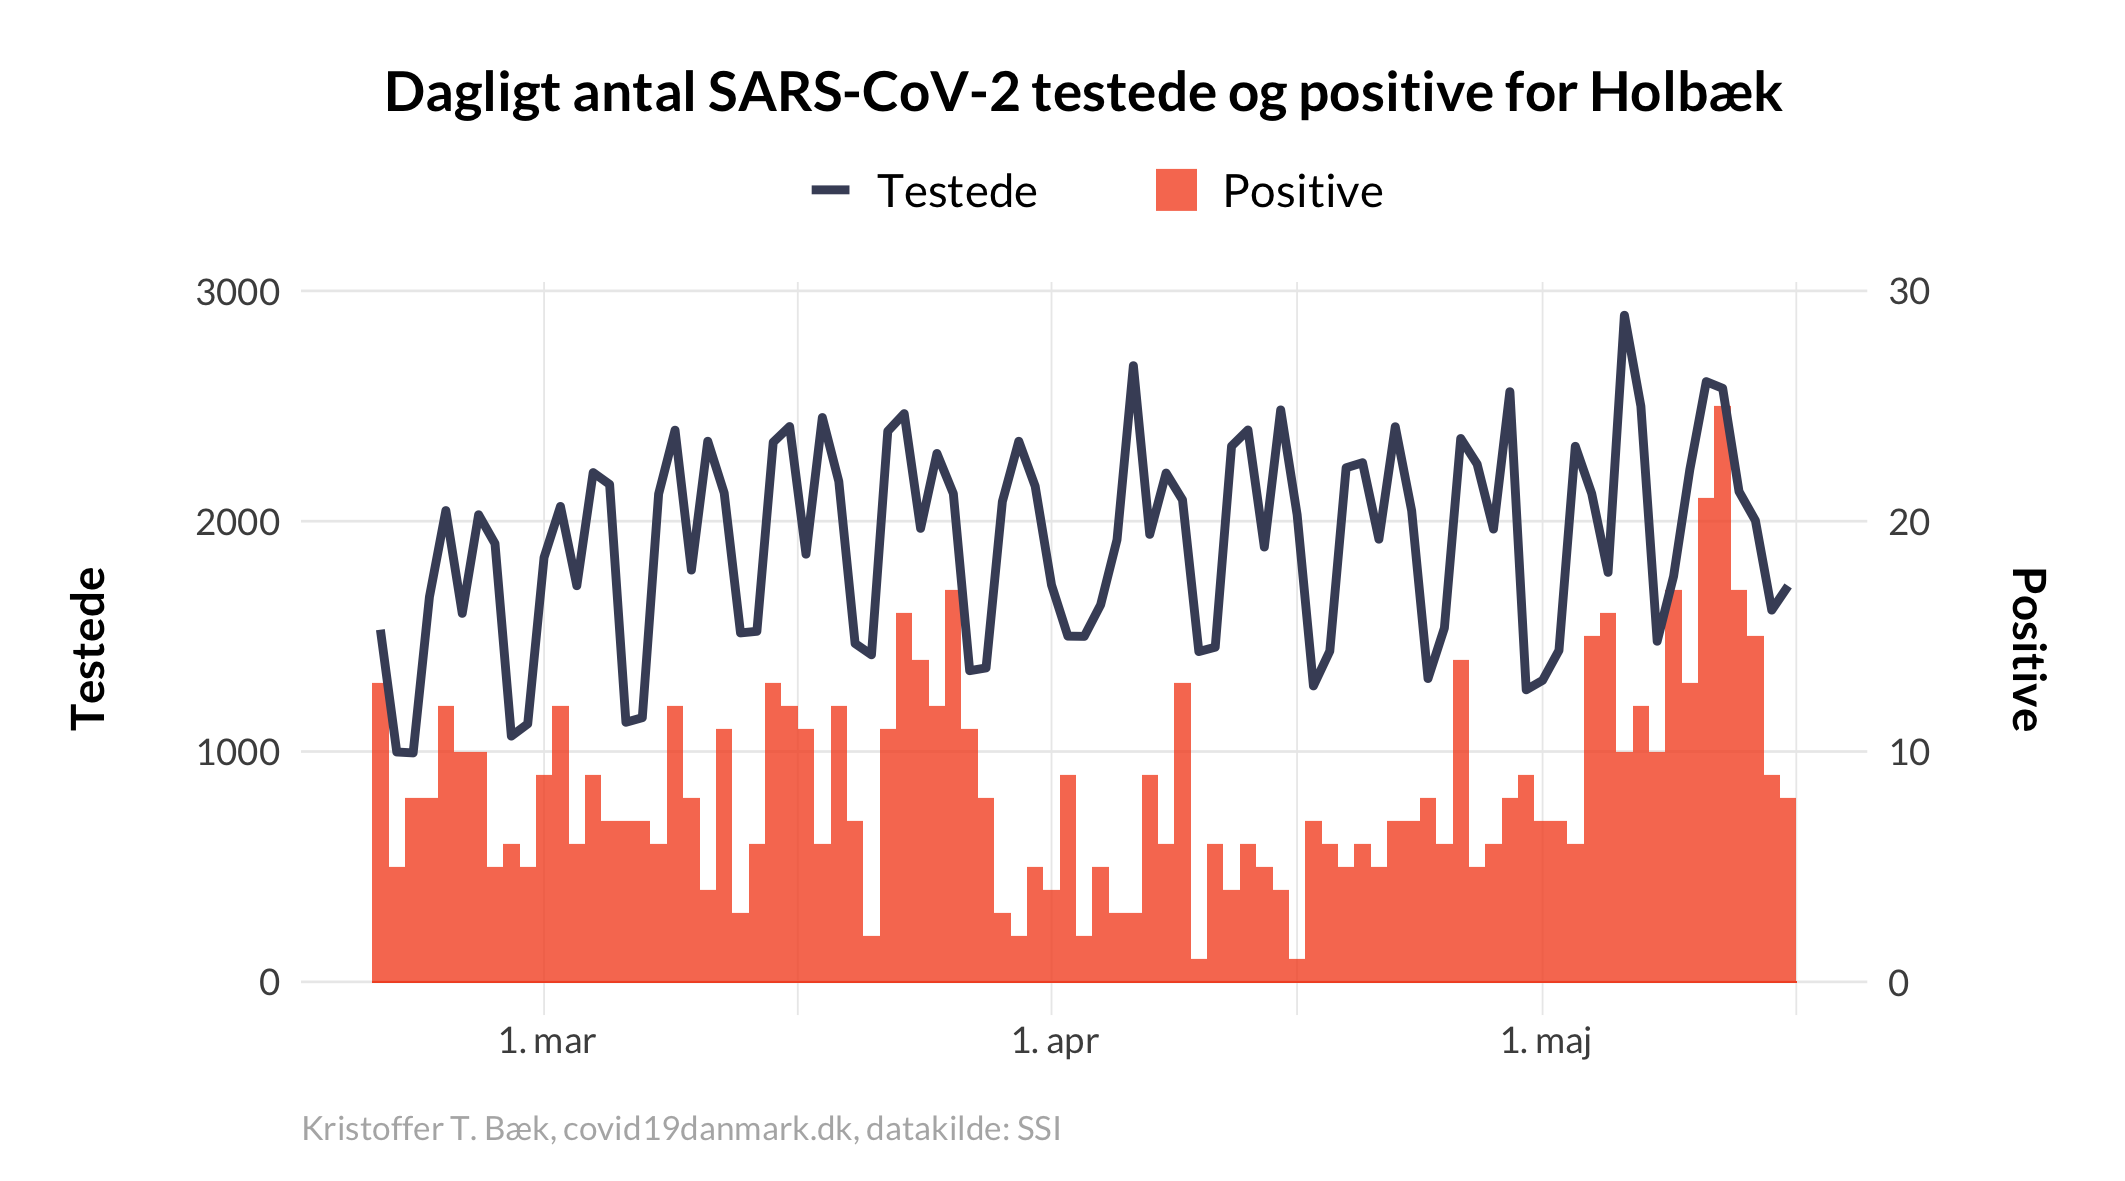 Dagligt antal SARS-CoV-2 testede og positive for Holbæk
Testede
Positive
3000
2000
1000
0
30
20
10
0
Testede
Positive
1. mar
1. apr
1. maj
Kristoffer T. Bæk, covid19danmark.dk, datakilde: SSI